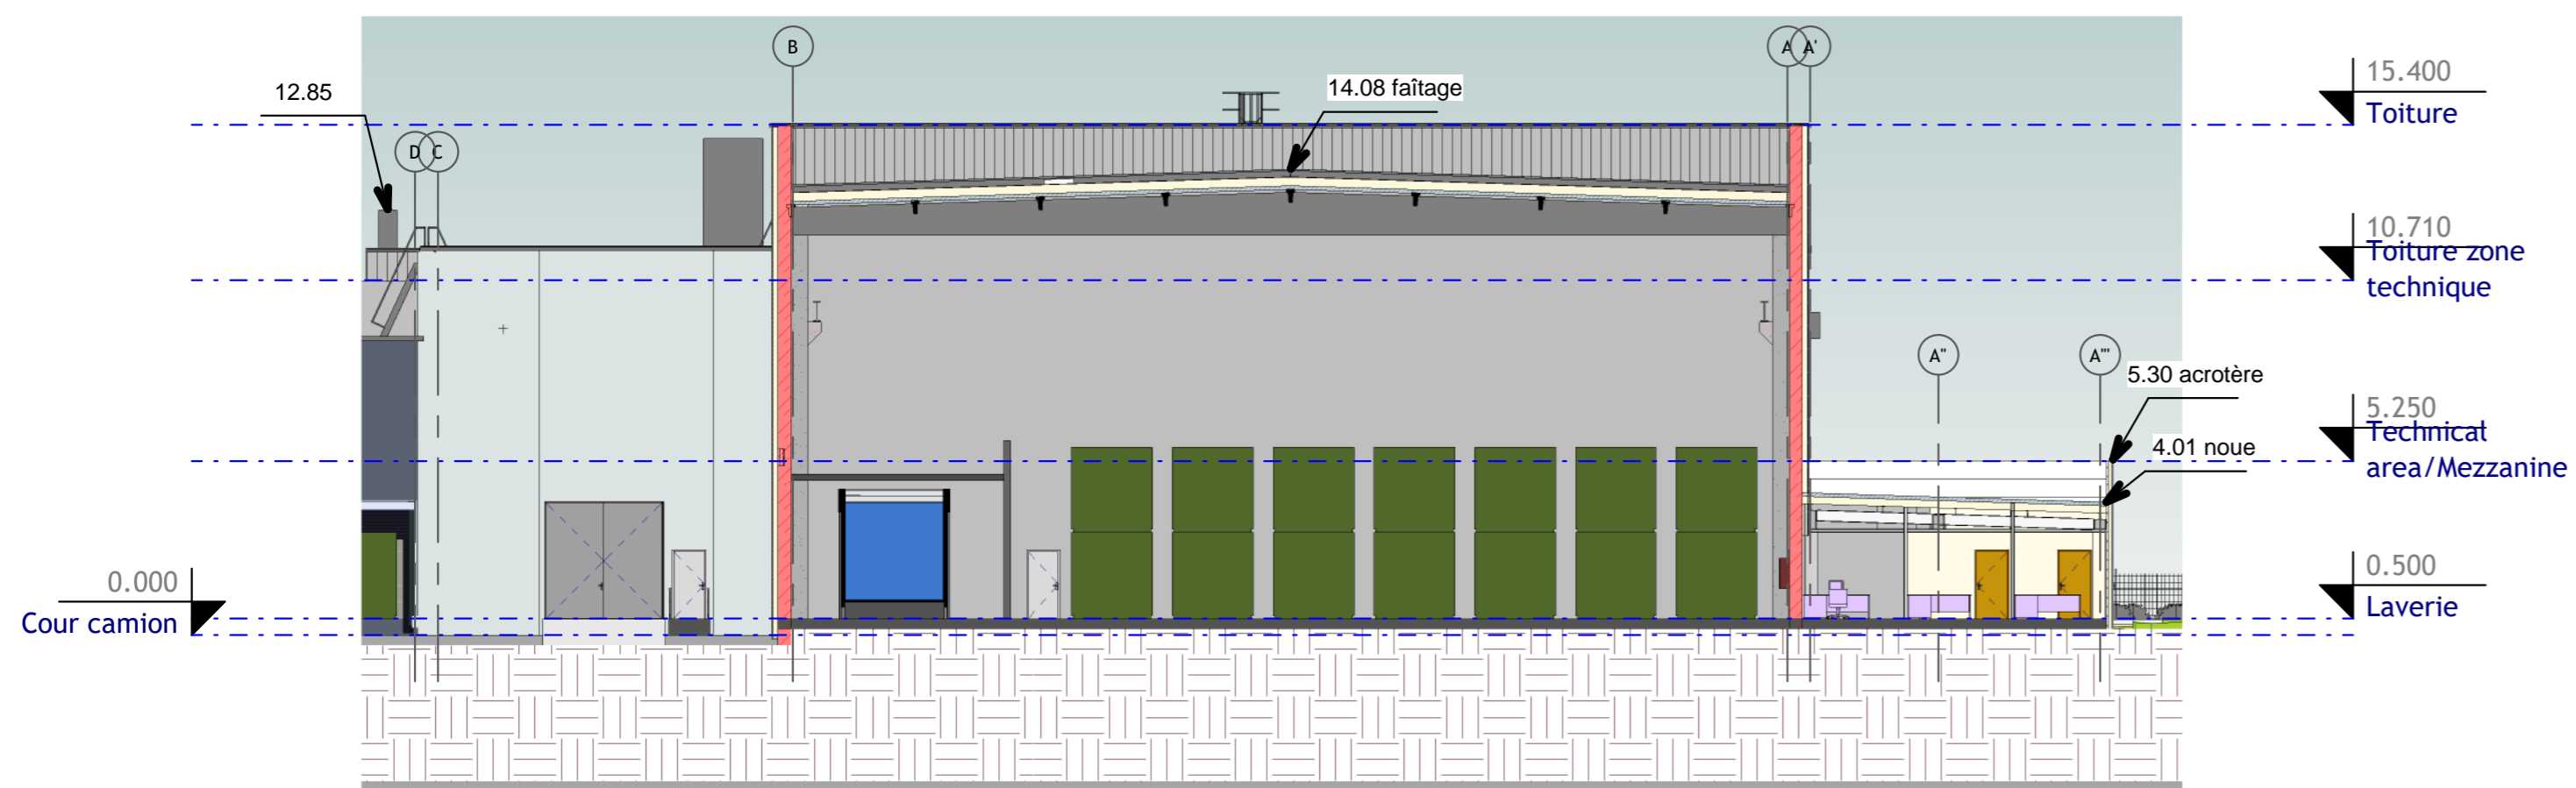 B
A
A'
15.400
Toiture
12.85
14.08 faîtage
D
C
10.710
Toiture zone
technique
A"
A"'
5.30 acrotère
5.250
Technical
area/Mezzanine
4.01 noue
0.500
Laverie
0.000
Cour camion